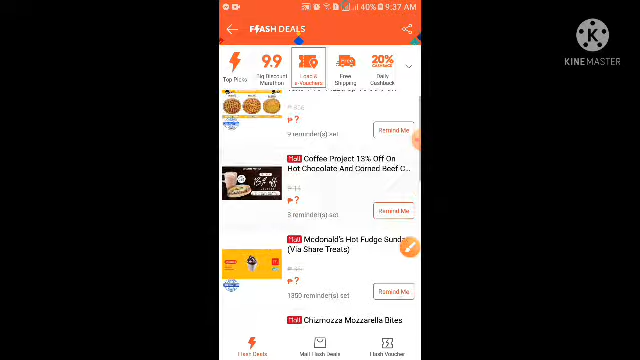 40% 9:37 AM
FLASH DEALS
KINEMASTER
Top Picks
9.9
Big Discount
Marathon
Load &
e-Vouchers
Free
Shipping
20%
CASHBACK
Daily
Cashback
₱ ?
9 reminder(s) set
Remind Me
Mall Coffee Project 13% Off On
Hot Chocolate And Corned Beef C...
₱ ?
8 reminder(s) set
Remind Me
Mall Mcdonald's Hot Fudge Sunda
(Via Share Treats)
₱ ?
1350 reminder(s) set
Remind Me
Mall Chizmozza Mozzarella Bites
Flash Deals
Mall Flash Deals
Flash Voucher